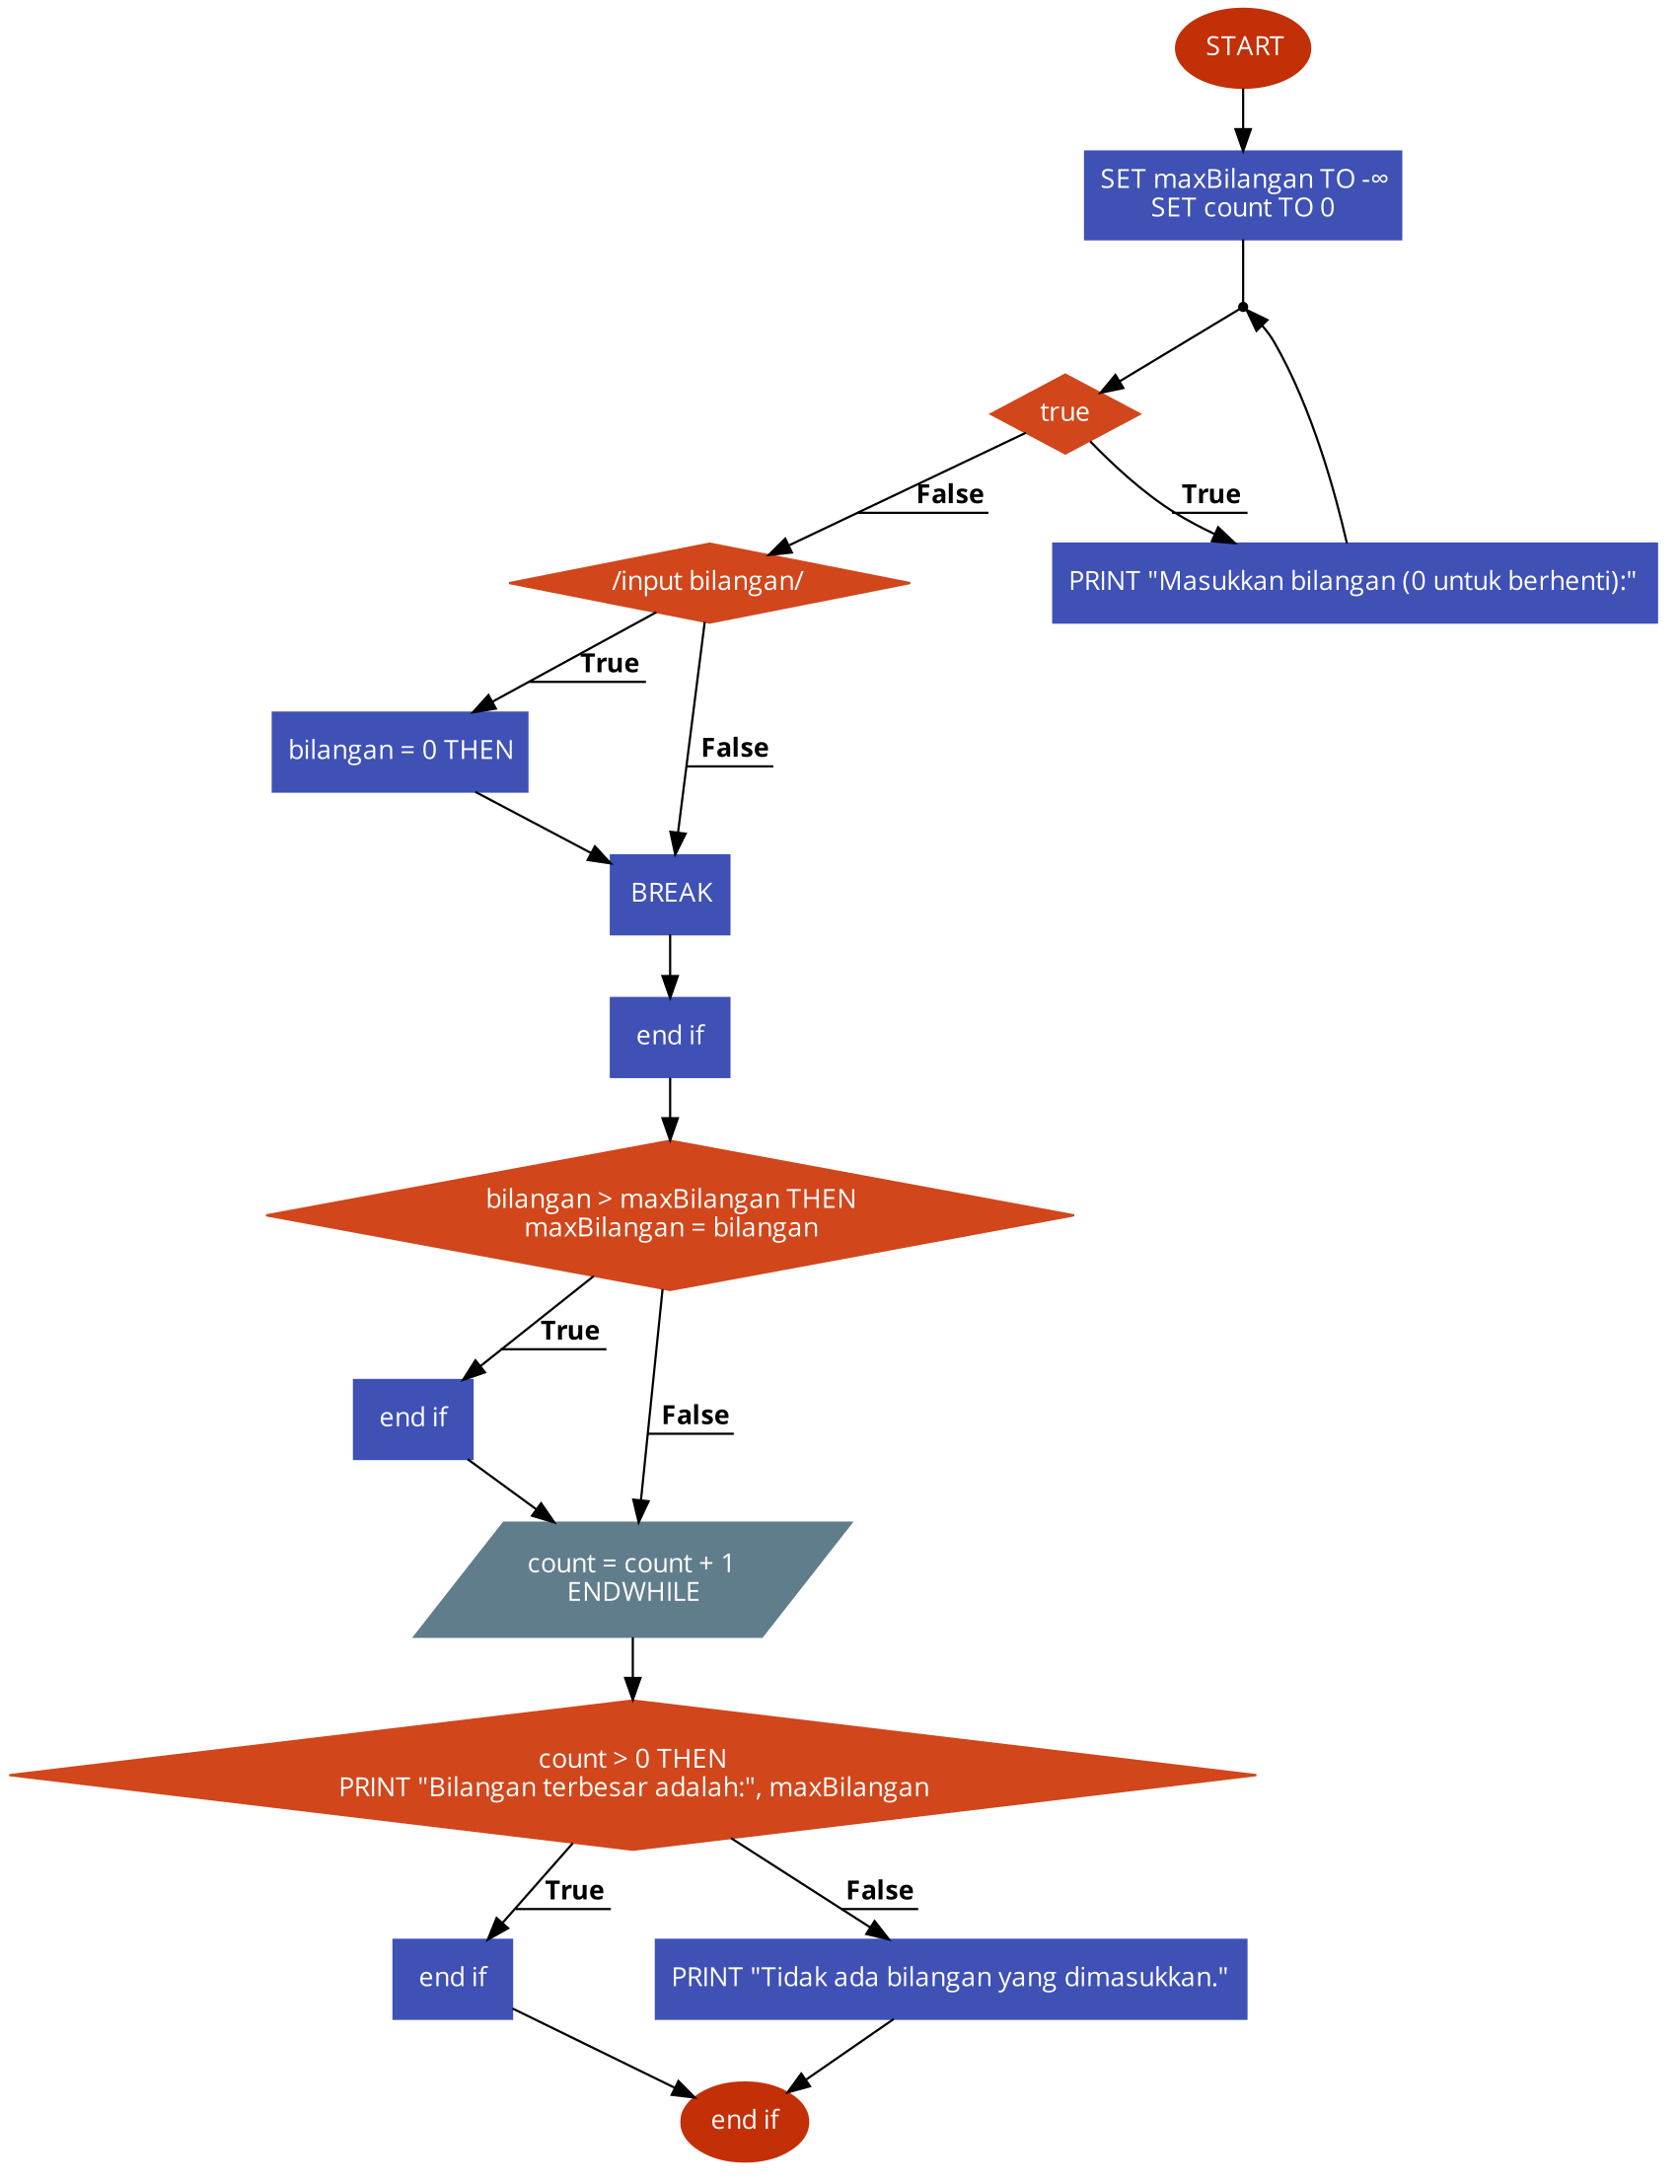 START
SET maxBilangan TO -∞
SET count TO 0
true
False
True
/input bilangan/
PRINT "Masukkan bilangan (0 untuk berhenti):"
True
bilangan = 0 THEN
False
BREAK
end if
bilangan > maxBilangan THEN
maxBilangan = bilangan
True
end if
False
count = count + 1
ENDWHILE
count > 0 THEN
PRINT "Bilangan terbesar adalah:", maxBilangan
True
False
end if
PRINT "Tidak ada bilangan yang dimasukkan."
end if